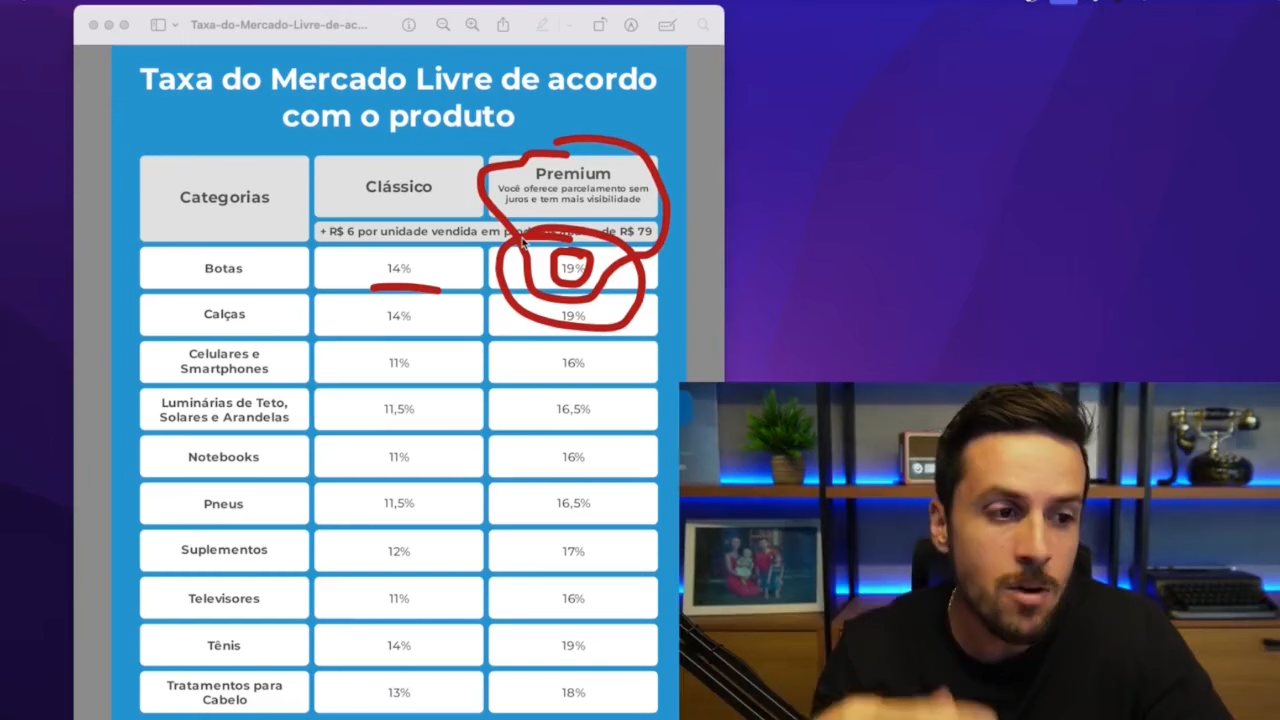 Taxa-do-Mercado-Livre-de-ac...
Taxa do Mercado Livre de acordo
com o produto
Categorias
Clássico
Premium
Você oferece parcelamento sem
juros e tem mais visibilidade
+ R$ 6 por unidade vendida em de R$ 79
Botas 14% 19%
Calças 14% 19%
Celulares e
Smartphones
11% 16%
Luminárias de Teto,
Solares e Arandelas
11,5% 16,5%
Notebooks 11% 16%
Pneus 11,5% 16,5%
Suplementos 12% 17%
Televisores 11% 16%
Tênis 14% 19%
Tratamentos para
Cabelo
13% 18%